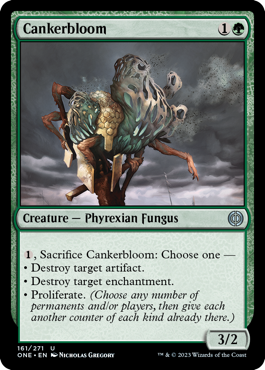 Cankerbloom 1
Creature — Phyrexian Fungus
1, Sacrifice Cankerbloom: Choose one —
• Destroy target artifact.
• Destroy target enchantment.
• Proliferate. (Choose any number of
permanents and/or players, then give each
another counter of each kind already there.)
3/2
161/271 U
ONE • EN Nicholas Gregory
™ & © 2023 Wizards of the Coast